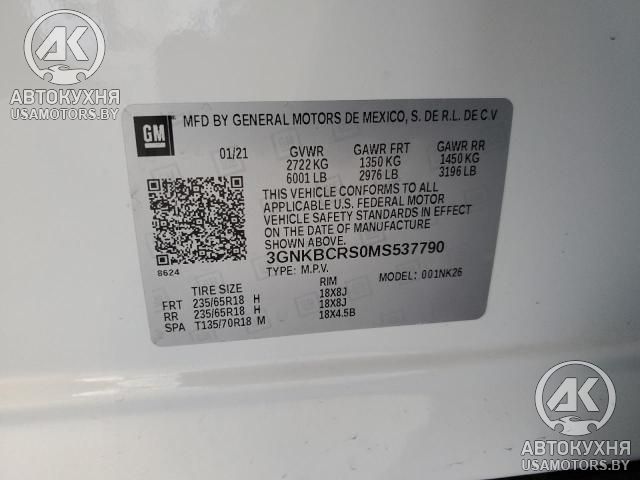 AK
АВТОКУХНЯ
USAMOTORS.BY
GM
MFD BY GENERAL MOTORS DE MEXICO, S. DE R.L. DE C V
01/21 GVWR GAWR FRT GAWR RR
2722 KG 1350 KG 1450 KG
6001 LB 2976 LB 3196 LB
THIS VEHICLE CONFORMS TO ALL
APPLICABLE U.S. FEDERAL MOTOR
VEHICLE SAFETY STANDARDS IN EFFECT
ON THE DATE OF MANUFACTURE.
3GNKBCRS0MS537790
8624
TYPE: M.P.V. MODEL: 001NK26
TIRE SIZE RIM
FRT 235/65R18 H 18X8J
RR 235/65R18 H 18X8J
SPA T135/70R18 M 18X4.5B
AK
АВТОКУХНЯ
USAMOTORS.BY